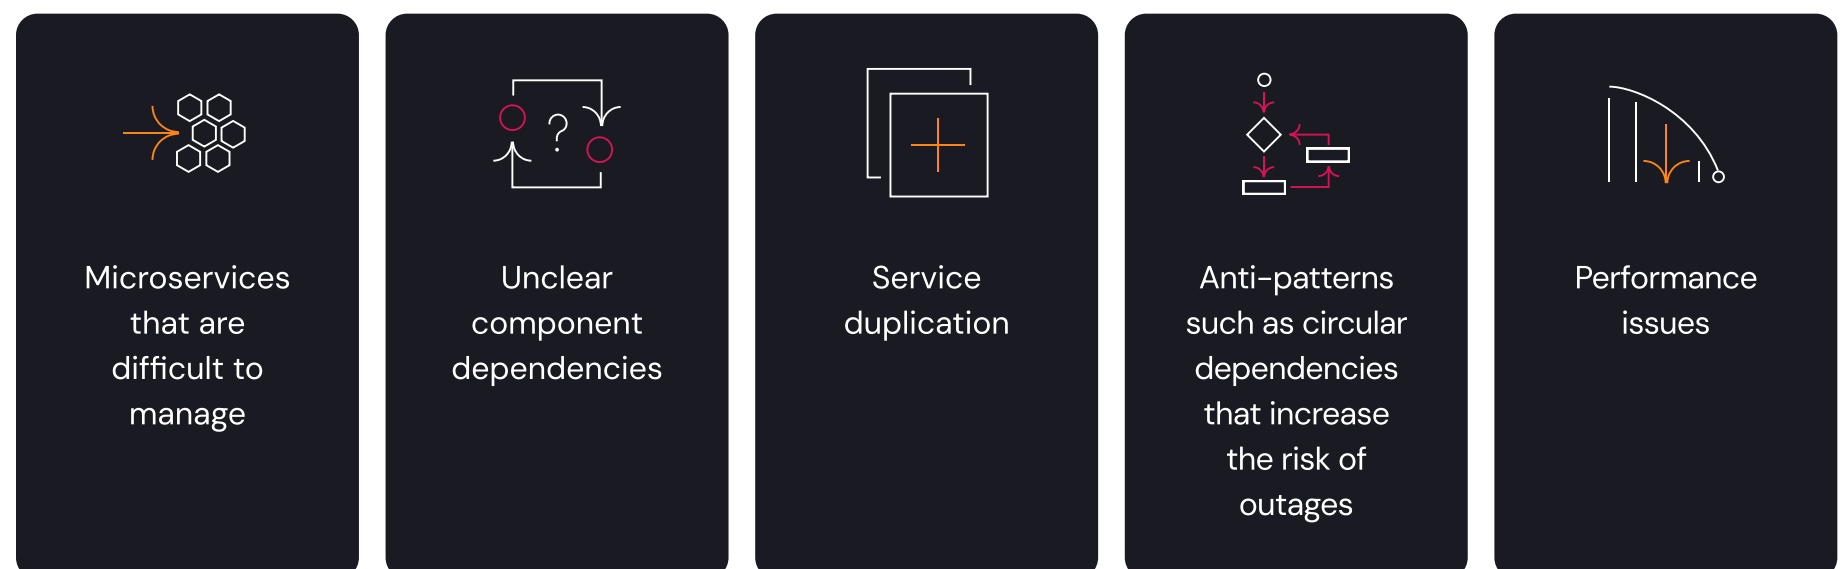 Microservices
that are
difficult to
manage
?
Unclear
component
dependencies
Service
duplication
Anti-patterns
such as circular
dependencies
that increase
the risk of
outages
Performance
issues